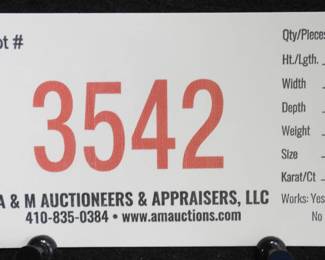 ot #
3542
A & M AUCTIONEERS & APPRAISERS, LLC
410-835-0384 • www.amauctions.com
Qty/Pieces
Ht./Lgth.
Width
Depth
Weight
Size
Karat/Ct
Works: Yes
No